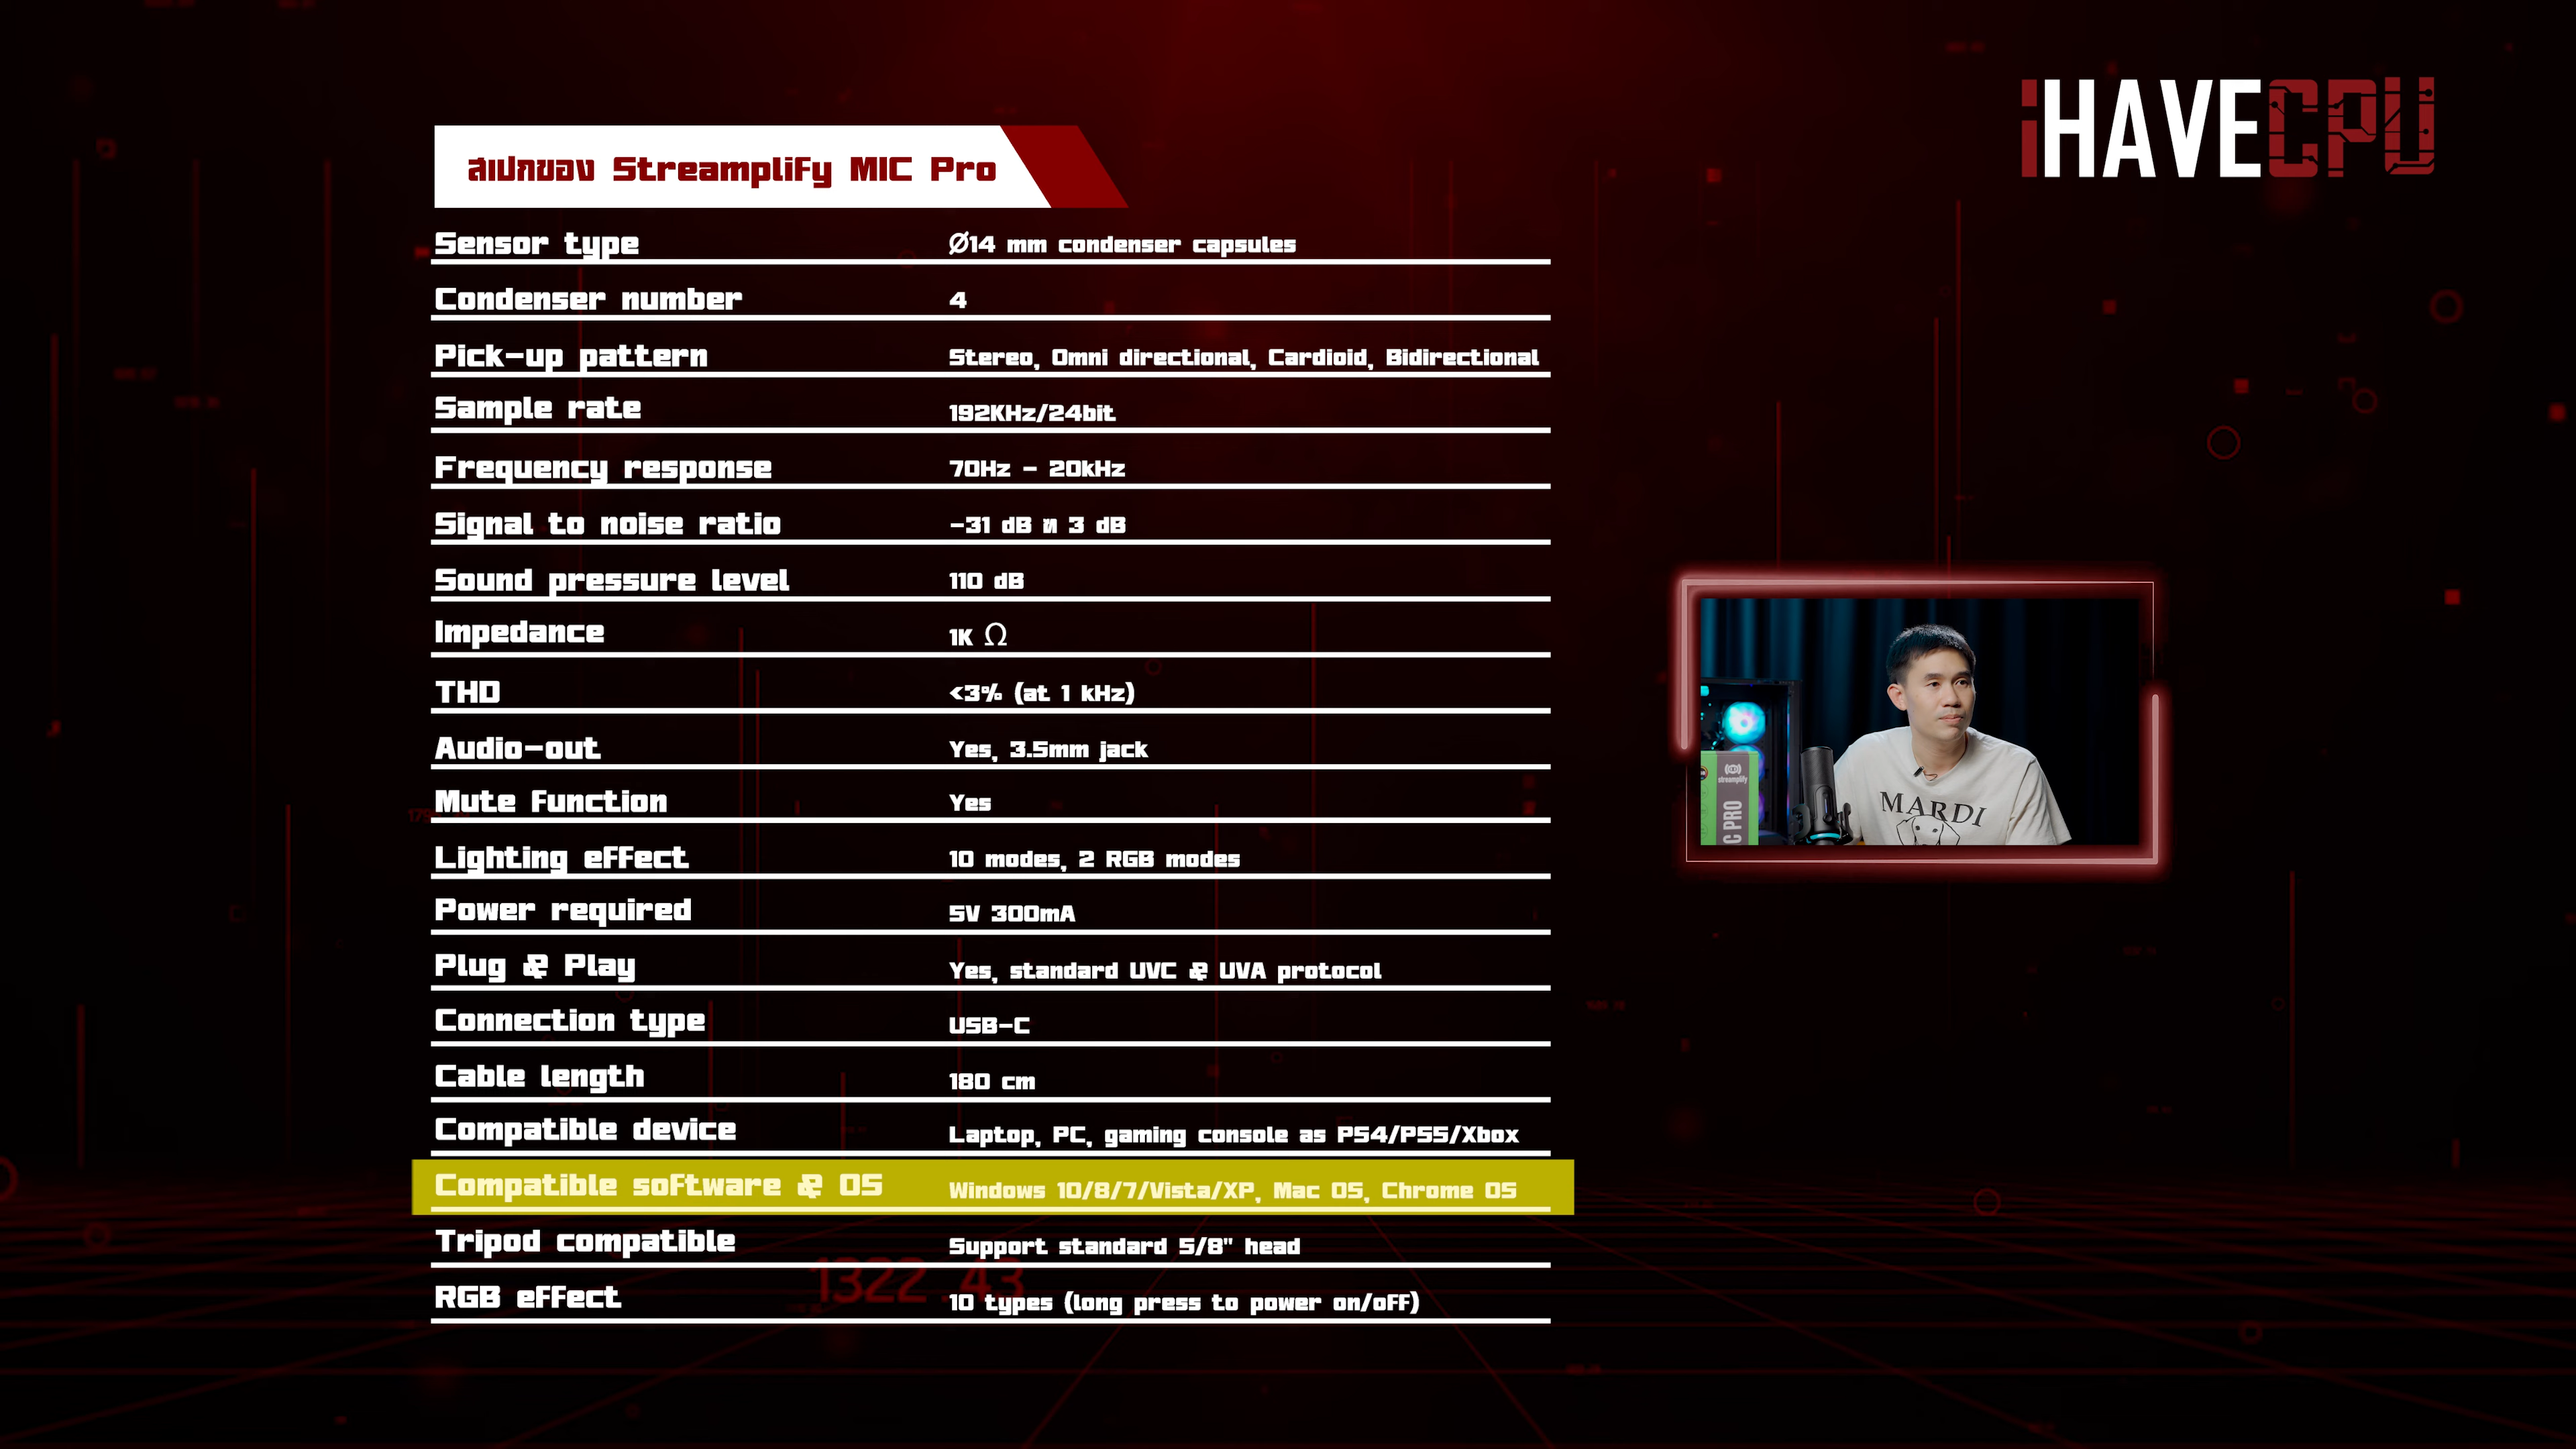 iHAVECPU
สเปกของ Streamplify MIC Pro
Sensor type Ø14 mm condenser capsules
Condenser number 4
Pick-up pattern Stereo, Omni directional, Cardioid, Bidirectional
Sample rate 192KHz/24bit
Frequency response 70Hz - 20kHz
Signal to noise ratio -31 dB ท 3 dB
Sound pressure level 110 dB
Impedance 1K Ω
THD <3% (at 1 kHz)
Audio-out Yes, 3.5mm jack
Mute Function Yes
Lighting effect 10 modes, 2 RGB modes
Power required 5V 300mA
Plug & Play Yes, standard UVC & UVA protocol
Connection type USB-C
Cable length 180 cm
Compatible device Laptop, PC, gaming console as PS4/PS5/Xbox
Compatible software & OS Windows 10/8/7/Vista/XP, Mac OS, Chrome OS
Tripod compatible Support standard 5/8" head
RGB effect 10 types (long press to power on/off)
1322.43
streamplify
C PRO
MARDI